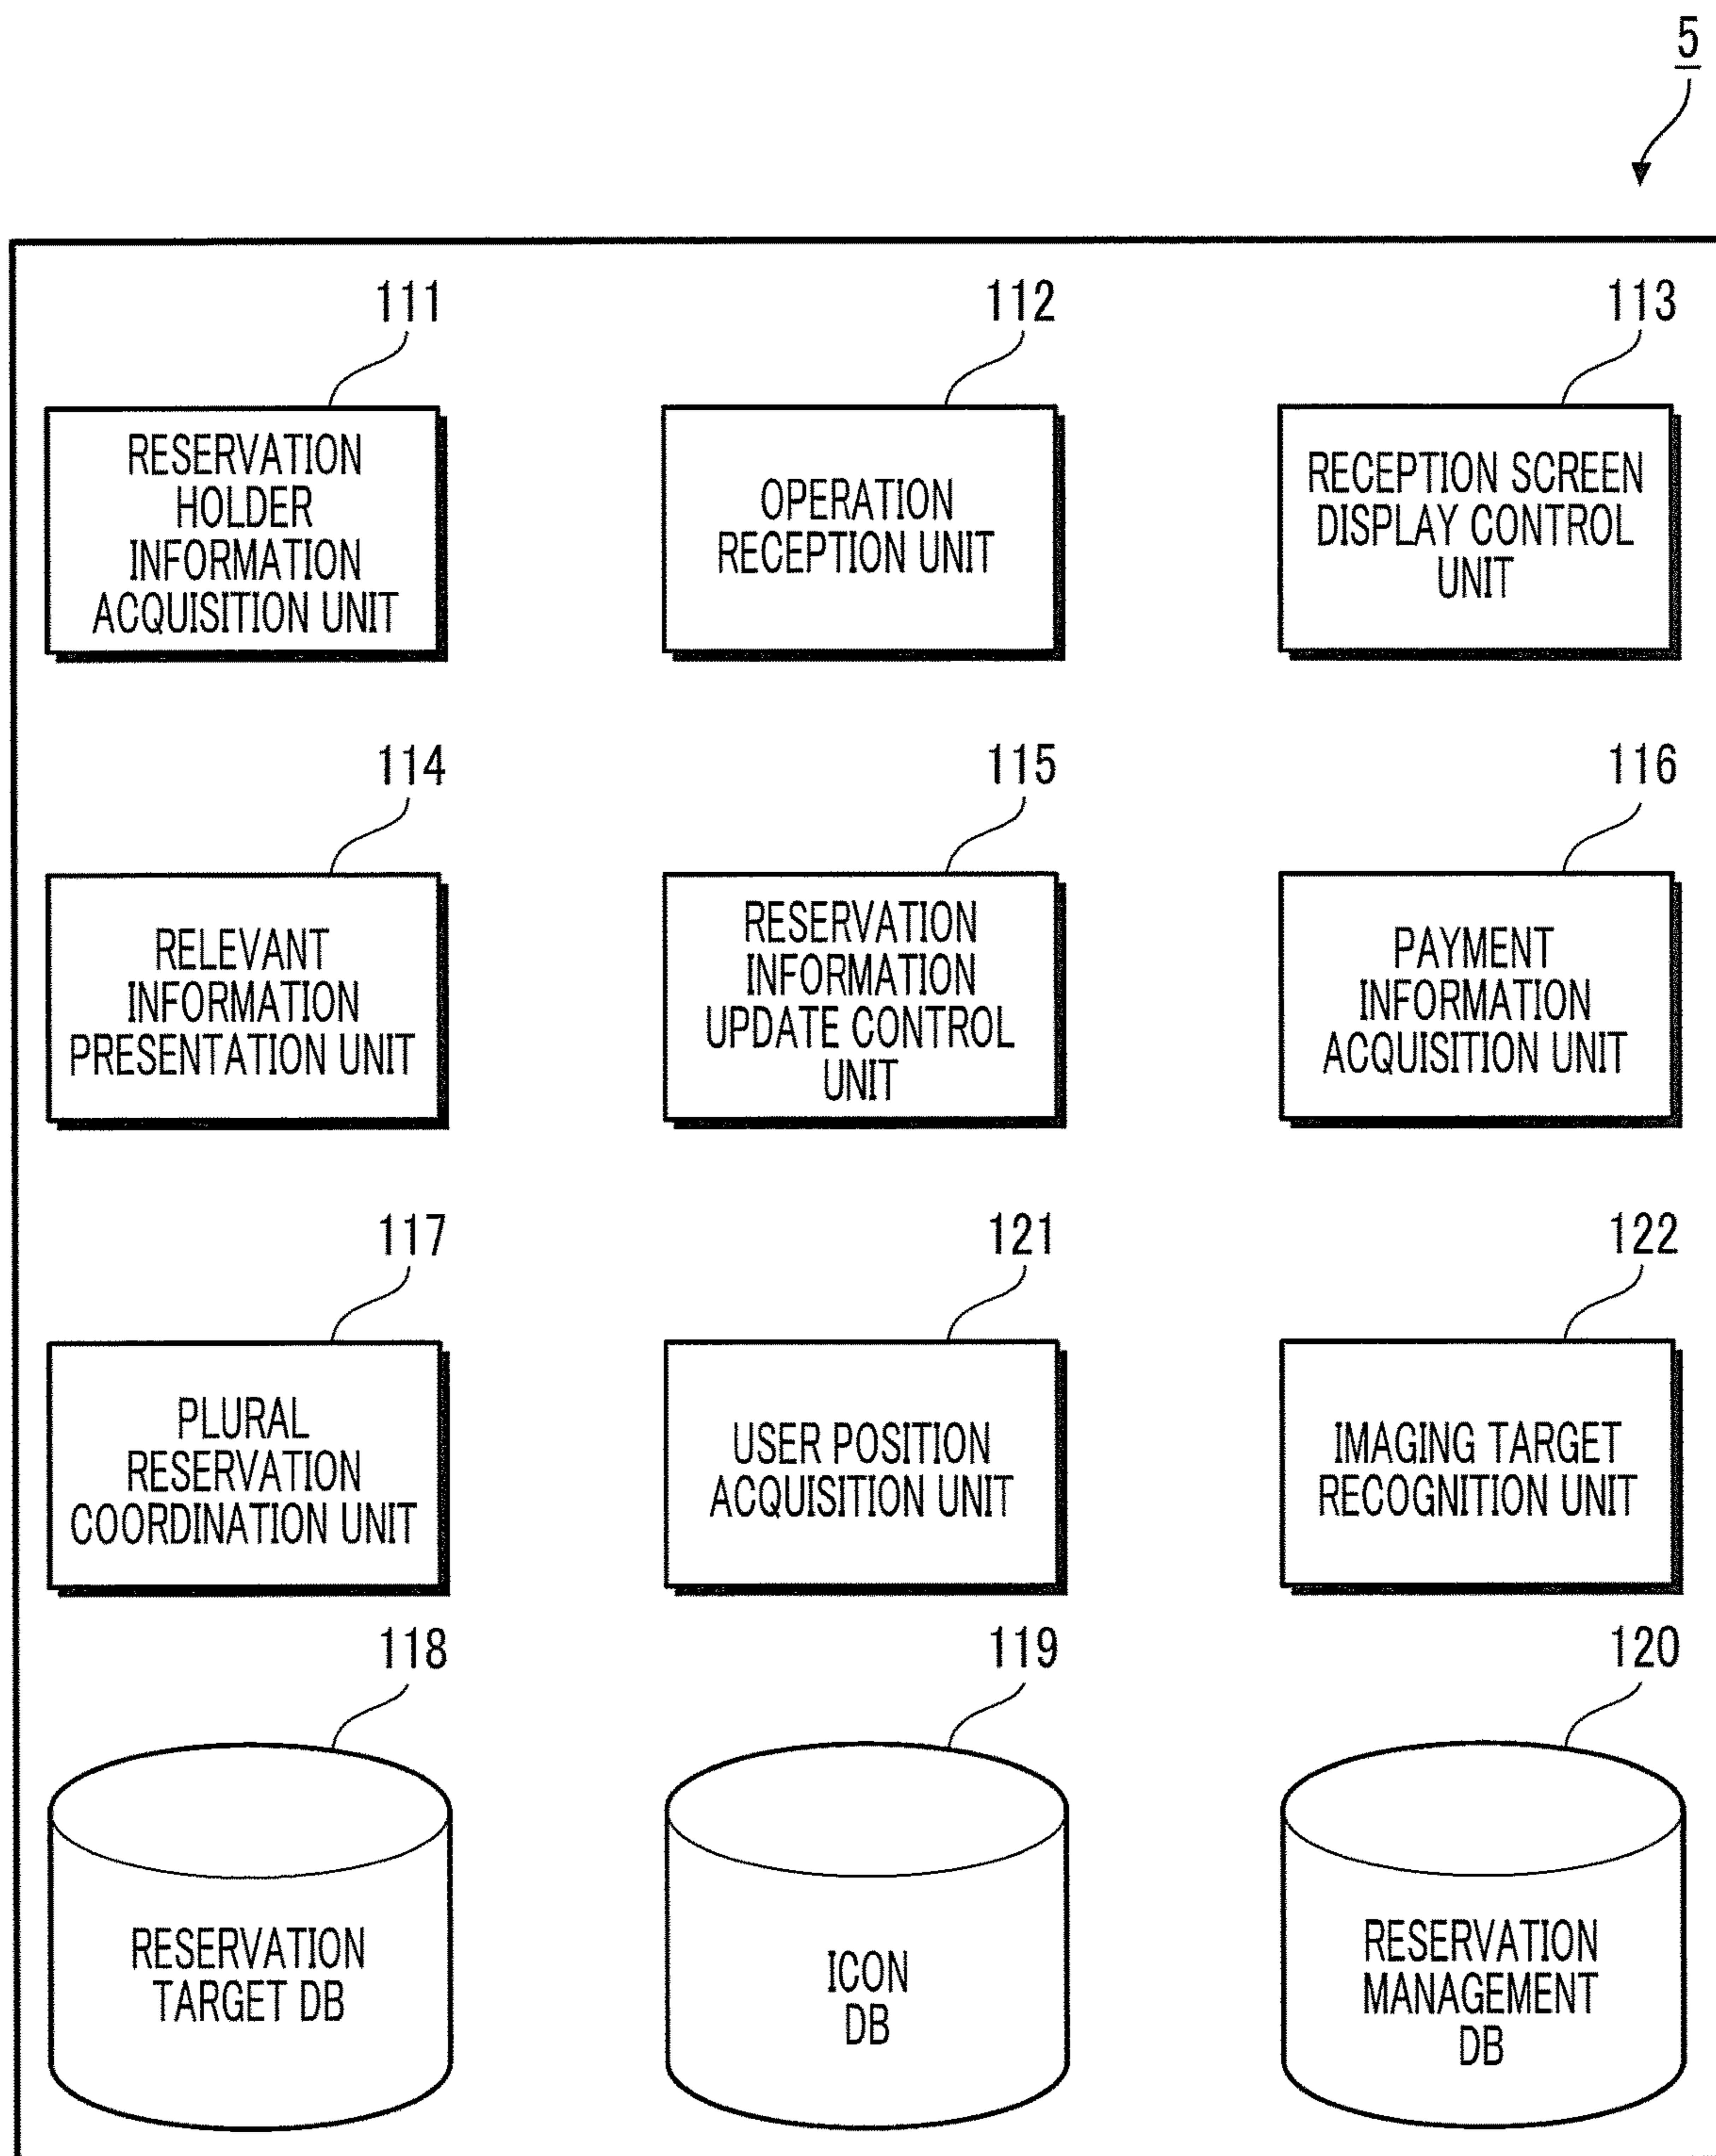 5
111
112
113
RESERVATION
HOLDER
INFORMATION
ACQUISITION UNIT
OPERATION
RECEPTION UNIT
RECEPTION SCREEN
DISPLAY CONTROL
UNIT
114
115
116
RELEVANT
INFORMATION
PRESENTATION UNIT
RESERVATION
INFORMATION
UPDATE CONTROL
UNIT
PAYMENT
INFORMATION
ACQUISITION UNIT
117
121
122
PLURAL
RESERVATION
COORDINATION UNIT
USER POSITION
ACQUISITION UNIT
IMAGING TARGET
RECOGNITION UNIT
118
119
120
RESERVATION
TARGET DB
ICON
DB
RESERVATION
MANAGEMENT
DB